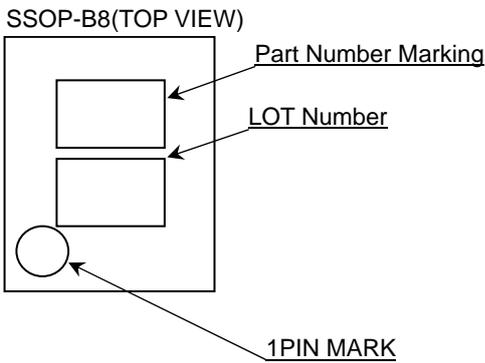 SSOP-B8(TOP VIEW)
Part Number Marking
LOT Number
1PIN MARK